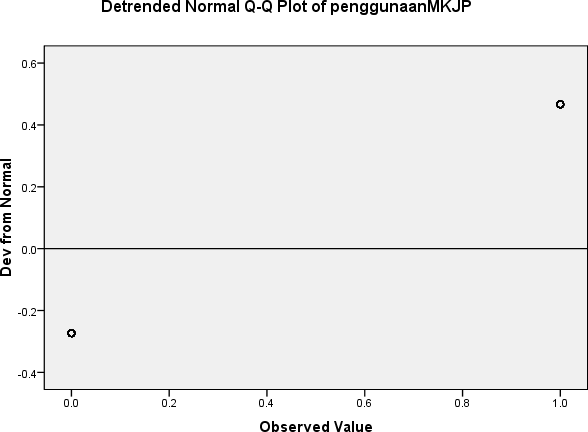 Detrended Normal Q-Q Plot of penggunaanMKJP
0.6
0.4
0.2
0.0
-0.2
-0.4
Dev from Normal
0.0 0.2 0.4 0.6 0.8 1.0
Observed Value